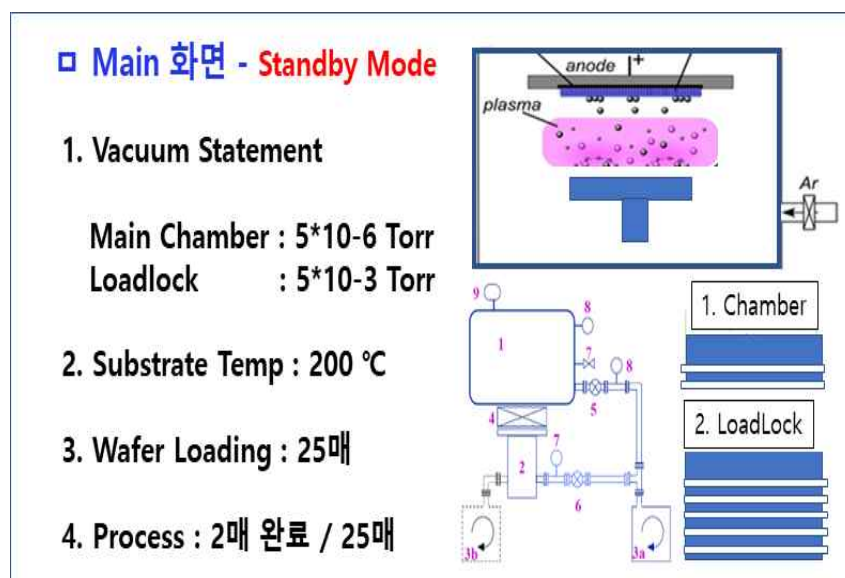 Main 화면 - Standby Mode
1. Vacuum Statement
Main Chamber : 5*10-6 Torr
Loadlock : 5*10-3 Torr
2. Substrate Temp : 200 ℃
3. Wafer Loading : 25매
4. Process : 2매 완료 / 25매
anode
+
plasma
Ar
9
8
1
7
8
4
5
7
2
6
3b
3a
1. Chamber
2. LoadLock